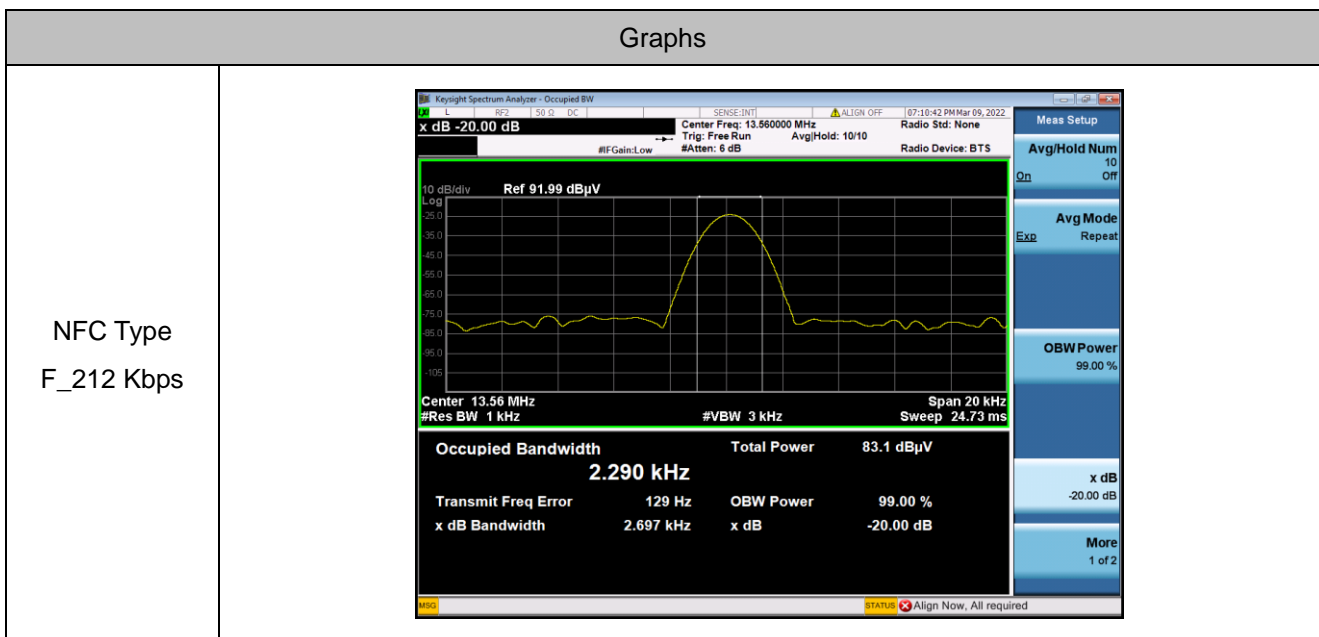 Graphs
NFC Type
F_212 Kbps
Keysight Spectrum Analyzer - Occupied BW
L RF2 50 Ω DC SENSE:INT ALIGN OFF 07:10:42 PM Mar 09, 2022
x dB -20.00 dB
Center Freq: 13.560000 MHz Radio Std: None
Trig: Free Run Avg|Hold: 10/10
#IFGain:Low #Atten: 6 dB Radio Device: BTS
10 dB/div Ref 91.99 dBµV
Log
-25.0
-35.0
-45.0
-55.0
-65.0
-75.0
-85.0
-95.0
-105
Center 13.56 MHz Span 20 kHz
#Res BW 1 kHz #VBW 3 kHz Sweep 24.73 ms
Occupied Bandwidth Total Power 83.1 dBµV
2.290 kHz
Transmit Freq Error 129 Hz OBW Power 99.00 %
x dB Bandwidth 2.697 kHz x dB -20.00 dB
Meas Setup
Avg/Hold Num
10
On Off
Avg Mode
Exp Repeat
OBW Power
99.00 %
x dB
-20.00 dB
More
1 of 2
MSG STATUS Align Now, All required